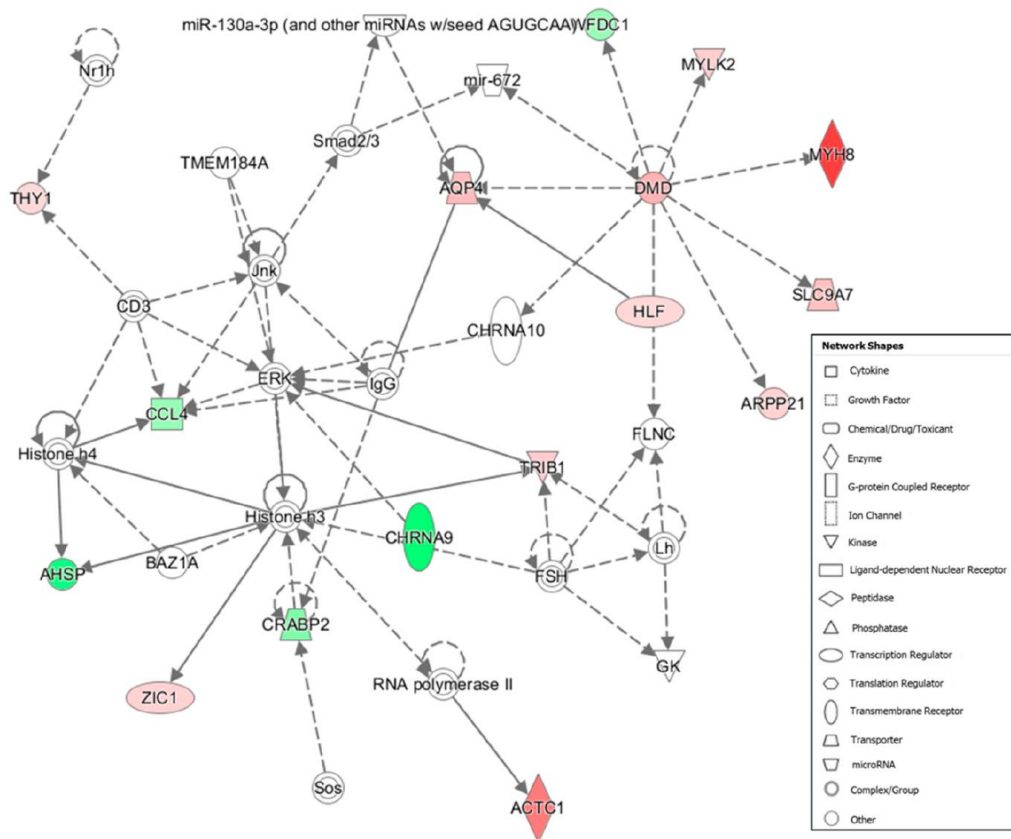 miR-130a-3p (and other miRNAs w/seed AGUGCAA)
WFDC1
Nr1h
mir-672
MYLK2
Smad2/3
TMEM184A
MYH8
THY1
AQP4
DMD
Jnk
CD3
SLC9A7
HLF
CHRNA10
ERK
IgG
CCL4
ARPP21
FLNC
Histone h4
TRIB1
Histone h3
CHRNA9
Lh
BAZ1A
AHSP
FSH
CRABP2
GK
RNA polymerase II
ZIC1
Sos
ACTC1
Network Shapes
Cytokine
Growth Factor
Chemical/Drug/Toxicant
Enzyme
G-protein Coupled Receptor
Ion Channel
Kinase
Ligand-dependent Nuclear Receptor
Peptidase
Phosphatase
Transcription Regulator
Translation Regulator
Transmembrane Receptor
Transporter
microRNA
Complex/Group
Other